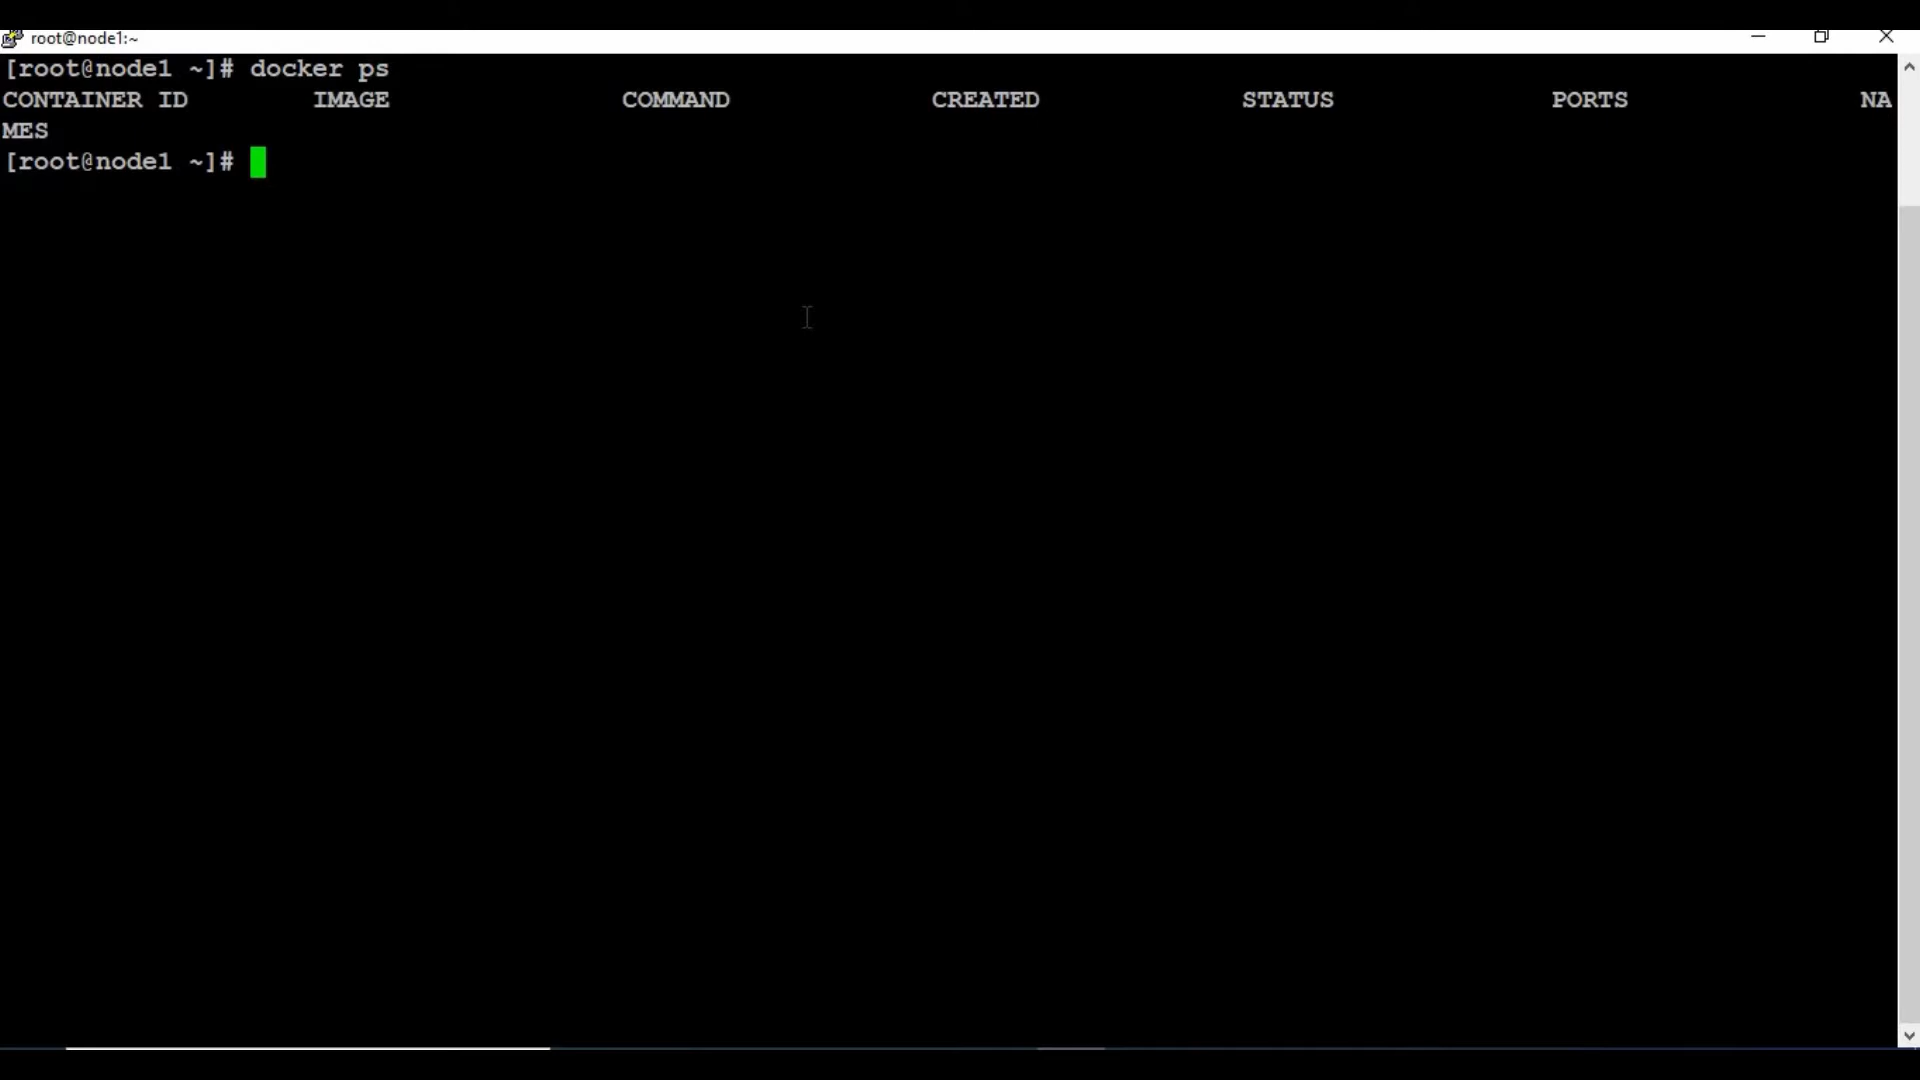 root@node1:~
[root@node1 ~]# docker ps
CONTAINER ID        IMAGE               COMMAND             CREATED             STATUS              PORTS               NA
MES
[root@node1 ~]#